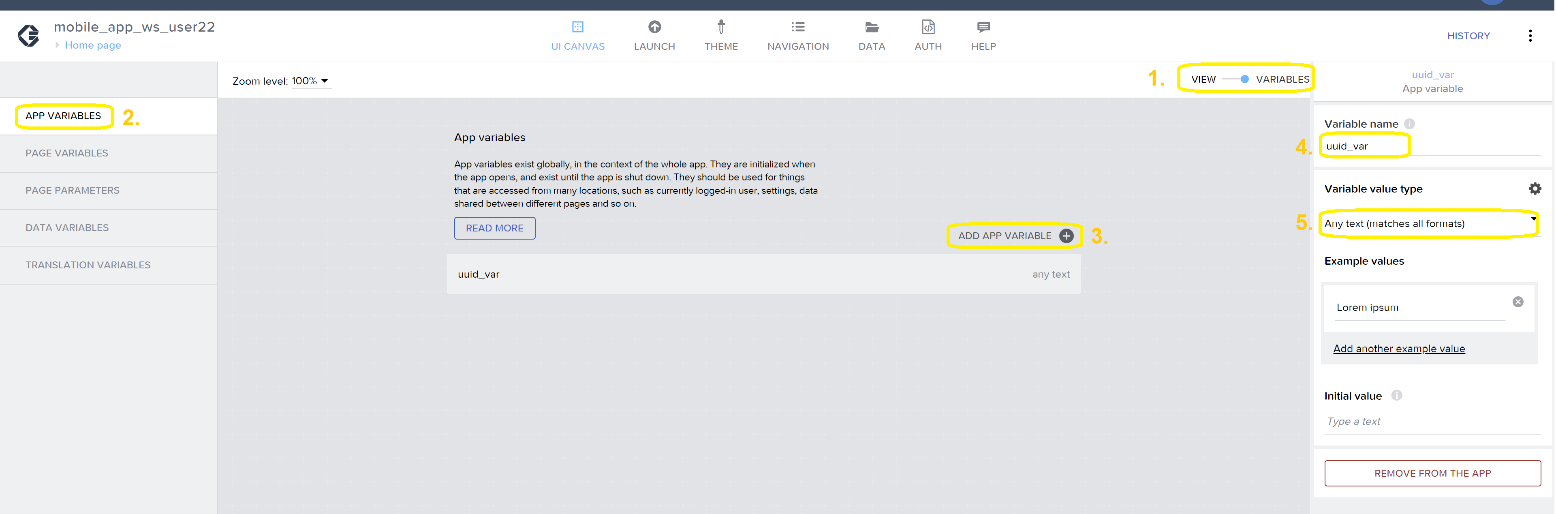 mobile_app_ws_user22
Home page
UI CANVAS
LAUNCH
THEME
NAVIGATION
DATA
AUTH
HELP
HISTORY
Zoom level: 100%
1.
VIEW
VARIABLES
APP VARIABLES
2.
PAGE VARIABLES
PAGE PARAMETERS
DATA VARIABLES
TRANSLATION VARIABLES
App variables
App variables exist globally, in the context of the whole app. They are initialized when
the app opens, and exist until the app is shut down. They should be used for things
that are accessed from many locations, such as currently logged-in user, settings, data
shared between different pages and so on.
READ MORE
ADD APP VARIABLE
3.
uuid_var
any text
uuid_var
App variable
Variable name
4.
uuid_var
Variable value type
5.
Any text (matches all formats)
Example values
Lorem ipsum
Add another example value
Initial value
Type a text
REMOVE FROM THE APP